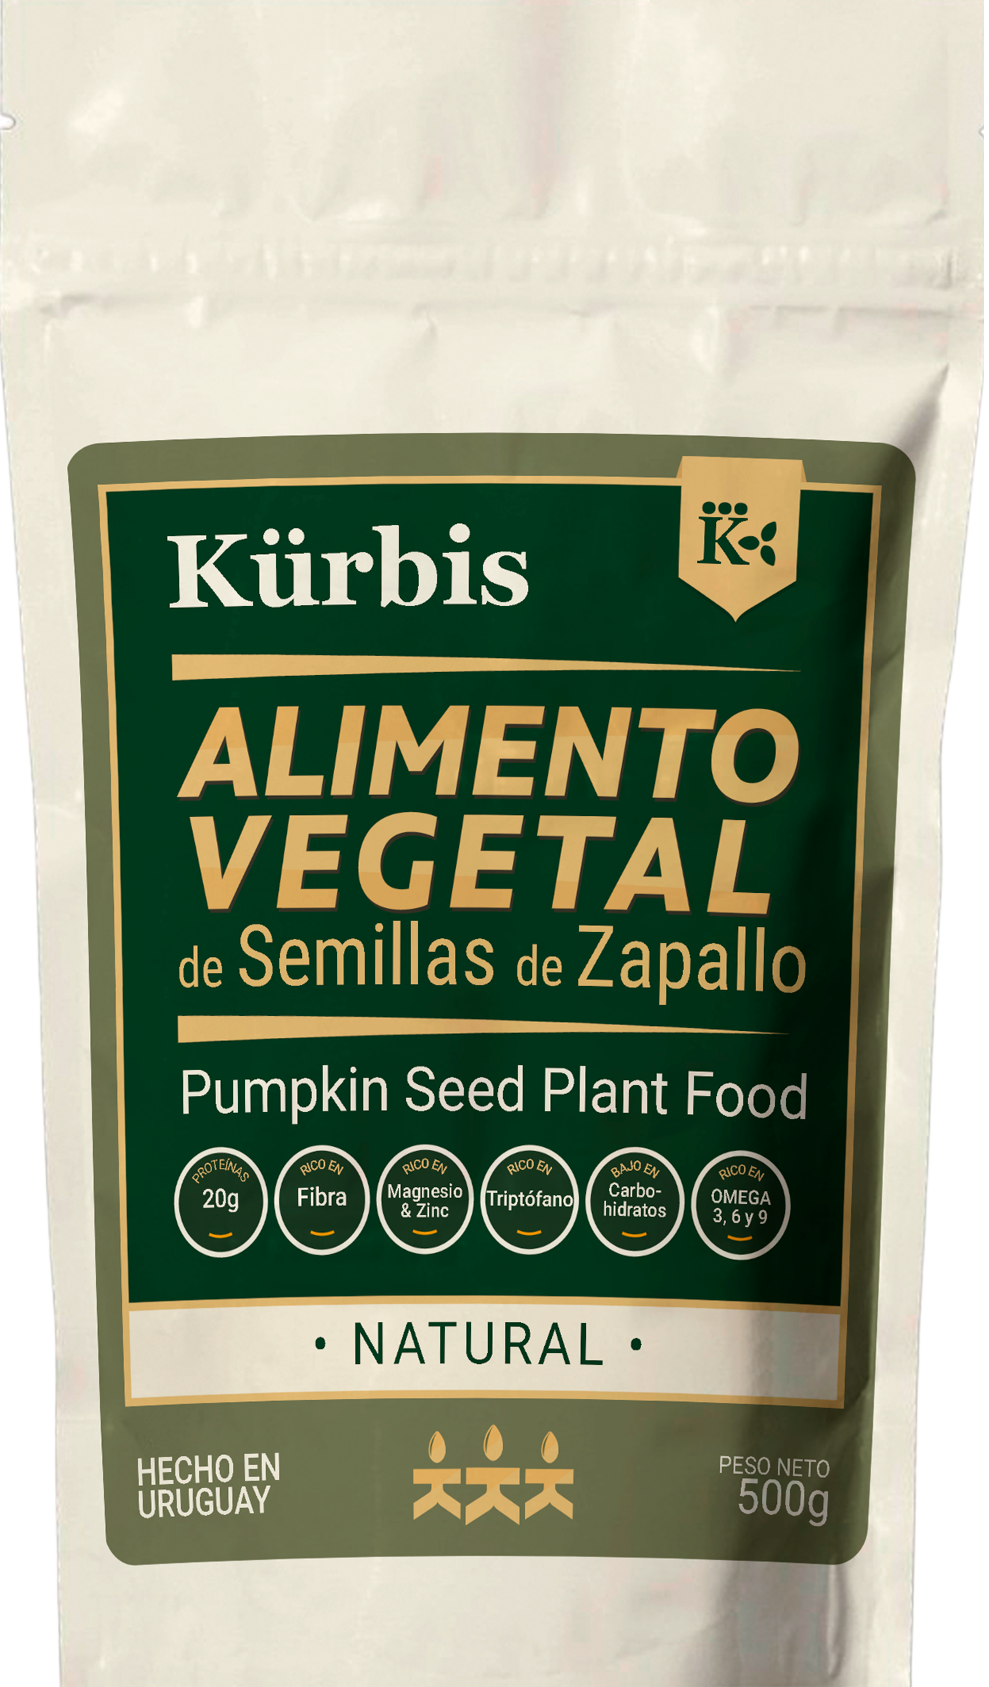 Kürbis
K
ALIMENTO
VEGETAL
de Semillas de Zapallo
Pumpkin Seed Plant Food
PROTEÍNAS
20g
RICO EN
Fibra
RICO EN
Magnesio
& Zinc
RICO EN
Triptófano
BAJO EN
Carbo-
hidratos
RICO EN
OMEGA
3, 6 y 9
• NATURAL •
HECHO EN
URUGUAY
PESO NETO
500g